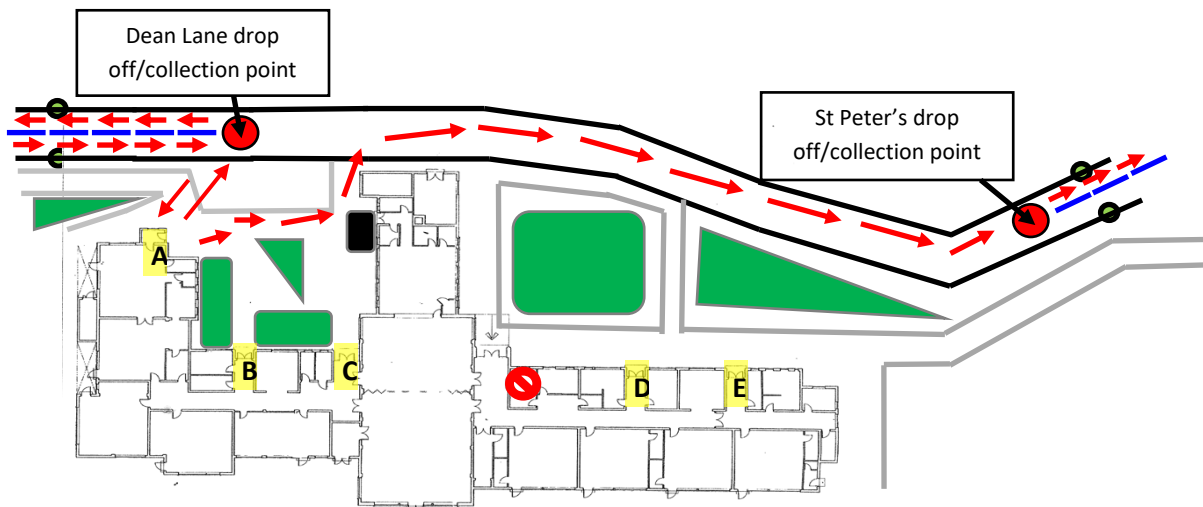 Dean Lane drop
off/collection point
St Peter’s drop
off/collection point
A
B
C
D
E